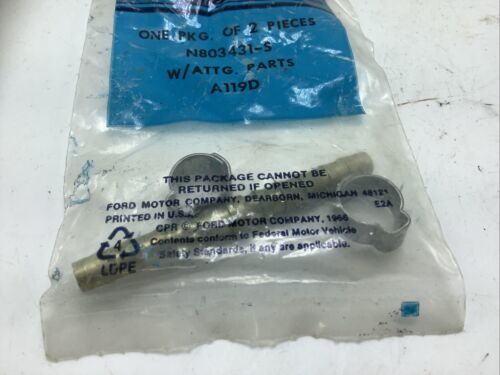 ONE PKG. OF 2 PIECES
N803431-S
W/ATTG. PARTS
A119D
THIS PACKAGE CANNOT BE
RETURNED IF OPENED
FORD MOTOR COMPANY, DEARBORN, MICHIGAN 48121
PRINTED IN U.S.A. E2A
CPR © FORD MOTOR COMPANY, 1966
Contents conform to Federal Motor Vehicle
Safety Standards, if any are applicable.
4
LDPE